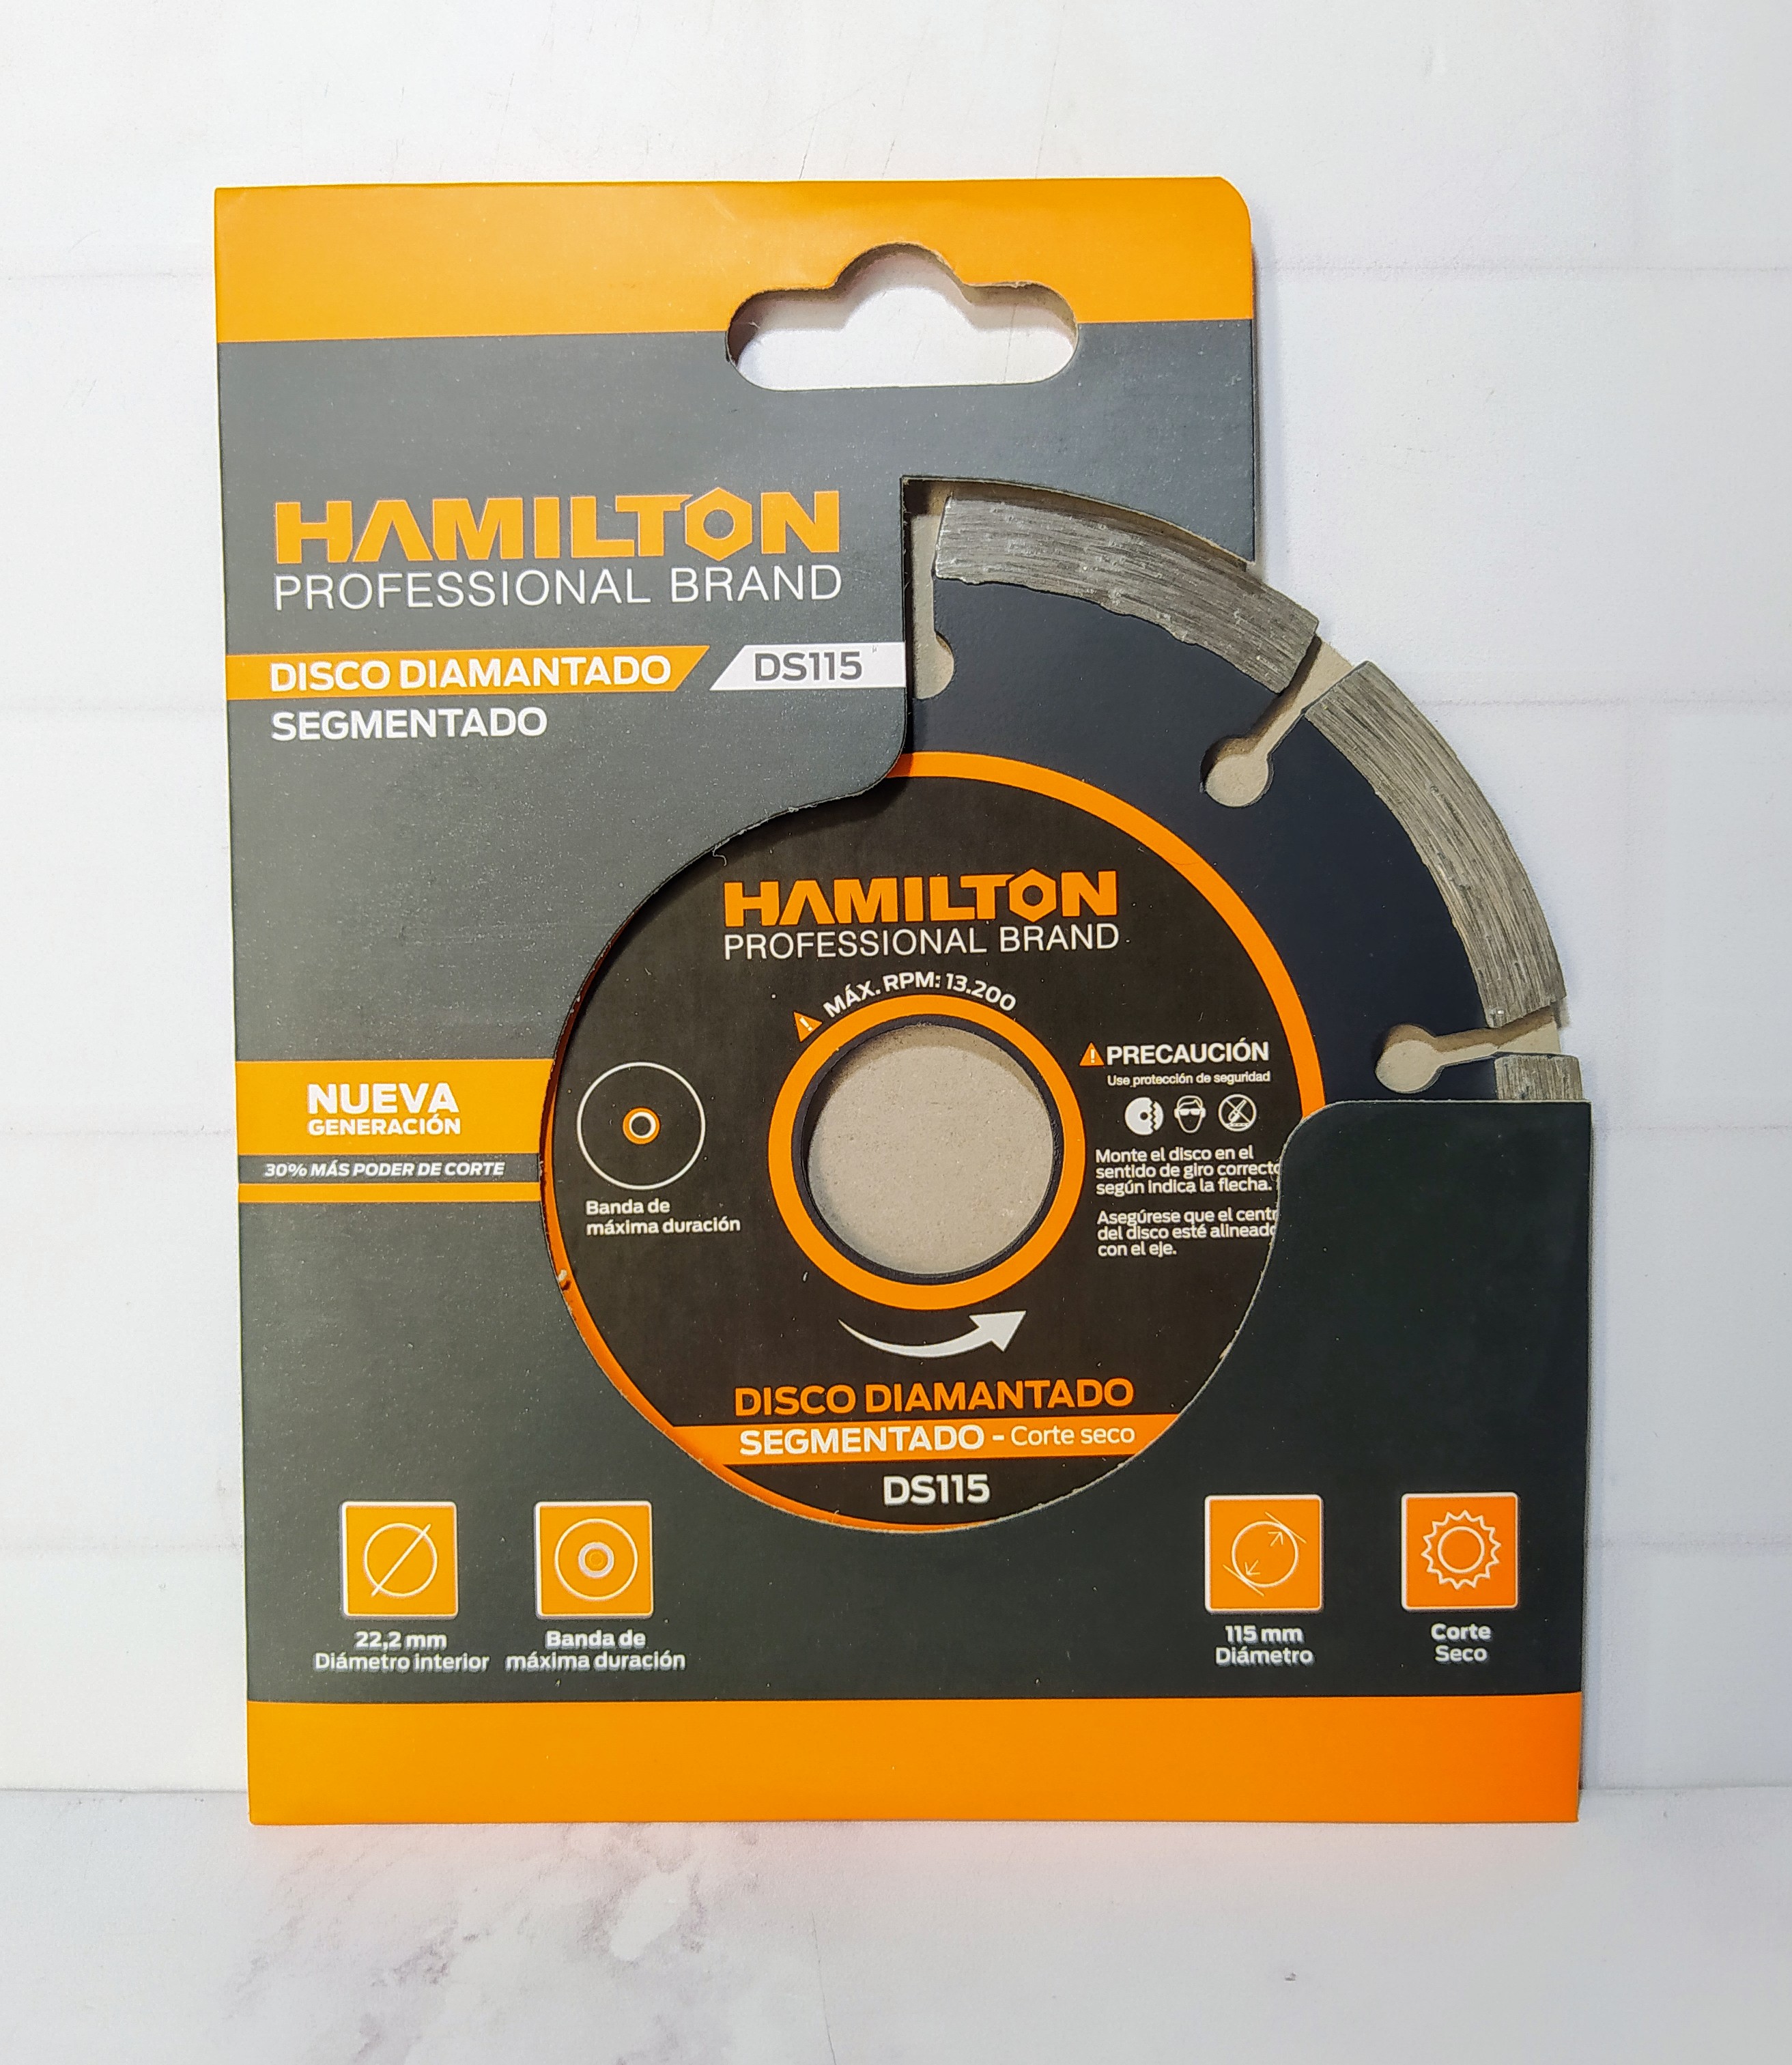 HAMILTON
PROFESSIONAL BRAND
DISCO DIAMANTADO DS115
SEGMENTADO
HAMILTON
PROFESSIONAL BRAND
MÁX. RPM: 13.200
PRECAUCIÓN
Use protección de seguridad
NUEVA
GENERACIÓN
30% MÁS PODER DE CORTE
Banda de
máxima duración
Monte el disco en el
sentido de giro correcto
según indica la flecha.
Asegúrese que el centr
del disco esté alinead
con el eje.
DISCO DIAMANTADO
SEGMENTADO - Corte seco
DS115
22,2 mm
Diámetro interior
Banda de
máxima duración
115 mm
Diámetro
Corte
Seco